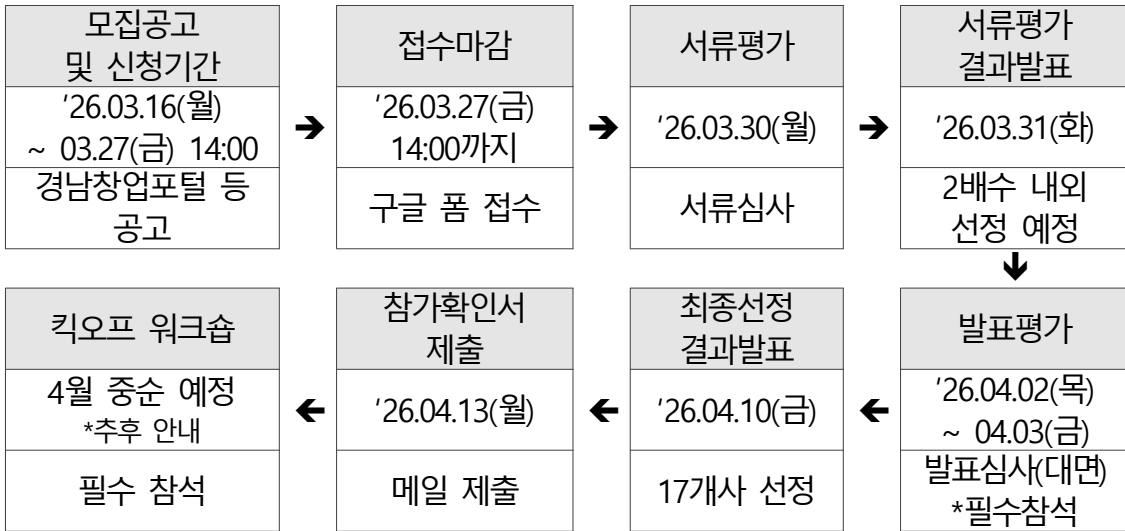 모집공고
및 신청기간
'26.03.16(월)
~ 03.27(금) 14:00
경남창업포털 등
공고
➔
접수마감
'26.03.27(금)
14:00까지
구글 폼 접수
➔
서류평가
'26.03.30(월)
서류심사
➔
서류평가
결과발표
'26.03.31(화)
2배수 내외
선정 예정
🡻
발표평가
'26.04.02(목)
~ 04.03(금)
발표심사(대면)
*필수참석
🡸
최종선정
결과발표
'26.04.10(금)
17개사 선정
🡸
참가확인서
제출
'26.04.13(월)
메일 제출
🡸
킥오프 워크숍
4월 중순 예정
*추후 안내
필수 참석